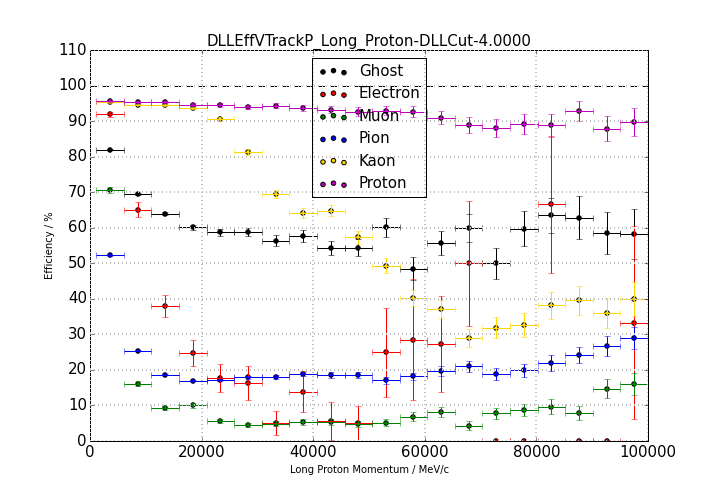 DLLEffVTrackP_Long_Proton-DLLCut-4.0000
110
100
90
80
70
60
50
40
30
20
10
0
Efficiency / %
Ghost
Electron
Muon
Pion
Kaon
Proton
0 20000 40000 60000 80000 100000
Long Proton Momentum / MeV/c